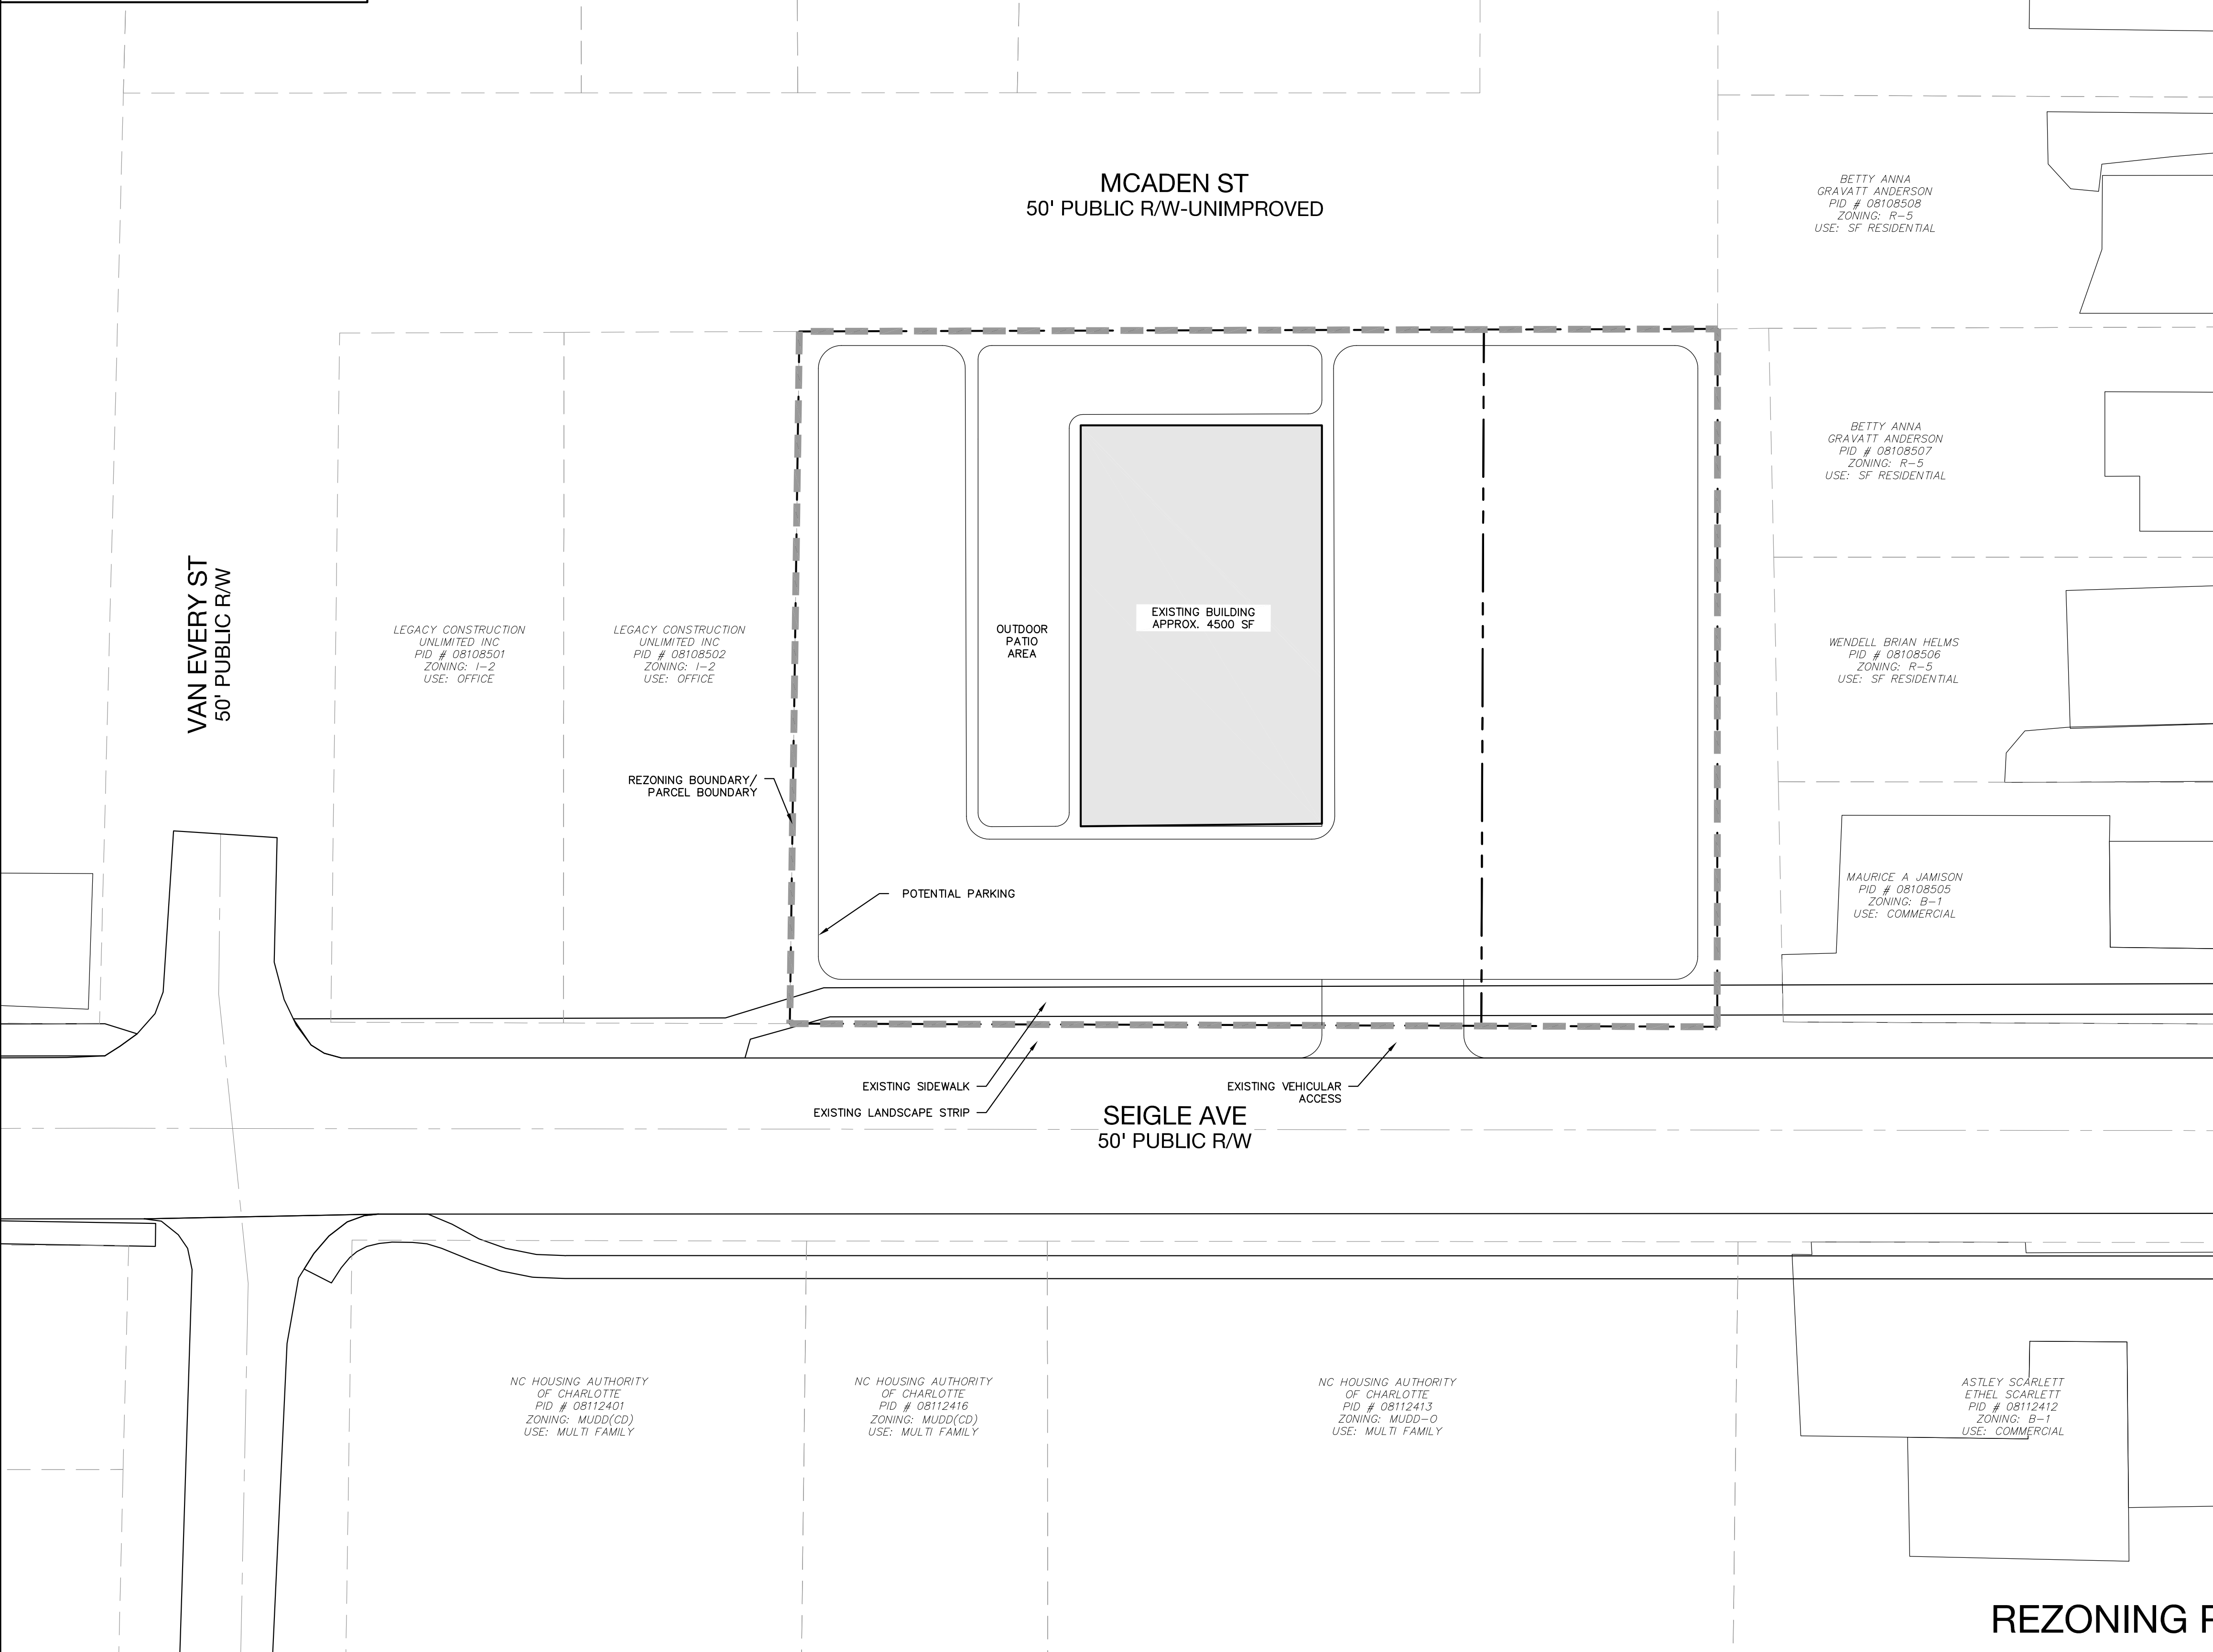 MCADEN ST
50' PUBLIC R/W-UNIMPROVED
BETTY ANNA
GRAVATT ANDERSON
PID # 08108508
ZONING: R-5
USE: SF RESIDENTIAL
BETTY ANNA
GRAVATT ANDERSON
PID # 08108507
ZONING: R-5
USE: SF RESIDENTIAL
VAN EVERY ST
50' PUBLIC R/W
LEGACY CONSTRUCTION
UNLIMITED INC
PID # 08108501
ZONING: I-2
USE: OFFICE
LEGACY CONSTRUCTION
UNLIMITED INC
PID # 08108502
ZONING: I-2
USE: OFFICE
OUTDOOR
PATIO
AREA
EXISTING BUILDING
APPROX. 4500 SF
WENDELL BRIAN HELMS
PID # 08108506
ZONING: R-5
USE: SF RESIDENTIAL
REZONING BOUNDARY/
PARCEL BOUNDARY
POTENTIAL PARKING
MAURICE A JAMISON
PID # 08108505
ZONING: B-1
USE: COMMERCIAL
EXISTING SIDEWALK
EXISTING LANDSCAPE STRIP
EXISTING VEHICULAR
ACCESS
SEIGLE AVE
50' PUBLIC R/W
NC HOUSING AUTHORITY
OF CHARLOTTE
PID # 08112401
ZONING: MUDD(CD)
USE: MULTI FAMILY
NC HOUSING AUTHORITY
OF CHARLOTTE
PID # 08112416
ZONING: MUDD(CD)
USE: MULTI FAMILY
NC HOUSING AUTHORITY
OF CHARLOTTE
PID # 08112413
ZONING: MUDD-O
USE: MULTI FAMILY
ASTLEY SCARLETT
ETHEL SCARLETT
PID # 08112412
ZONING: B-1
USE: COMMERCIAL
REZONING